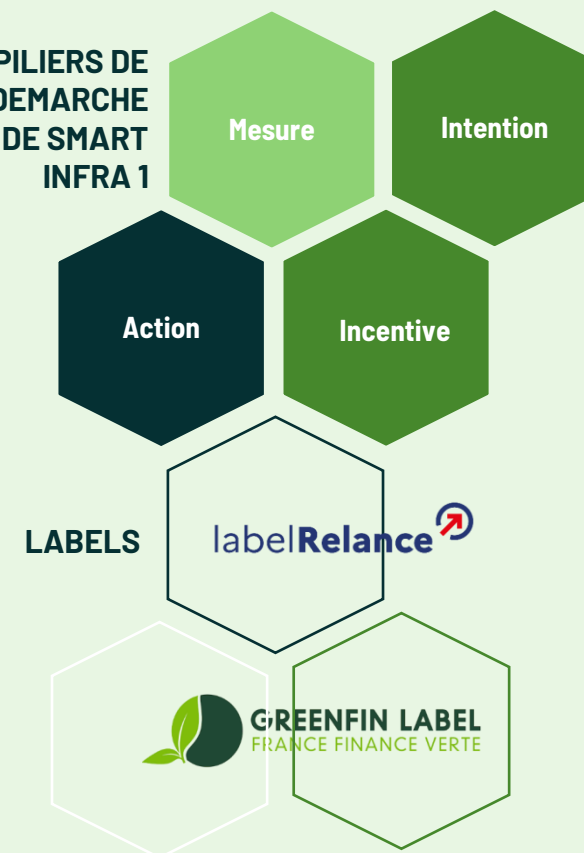 PILIERS DE
DEMARCHE
DE SMART
INFRA 1
Mesure
Intention
Action
Incentive
LABELS
labelRelance
GREENFIN LABEL
FRANCE FINANCE VERTE